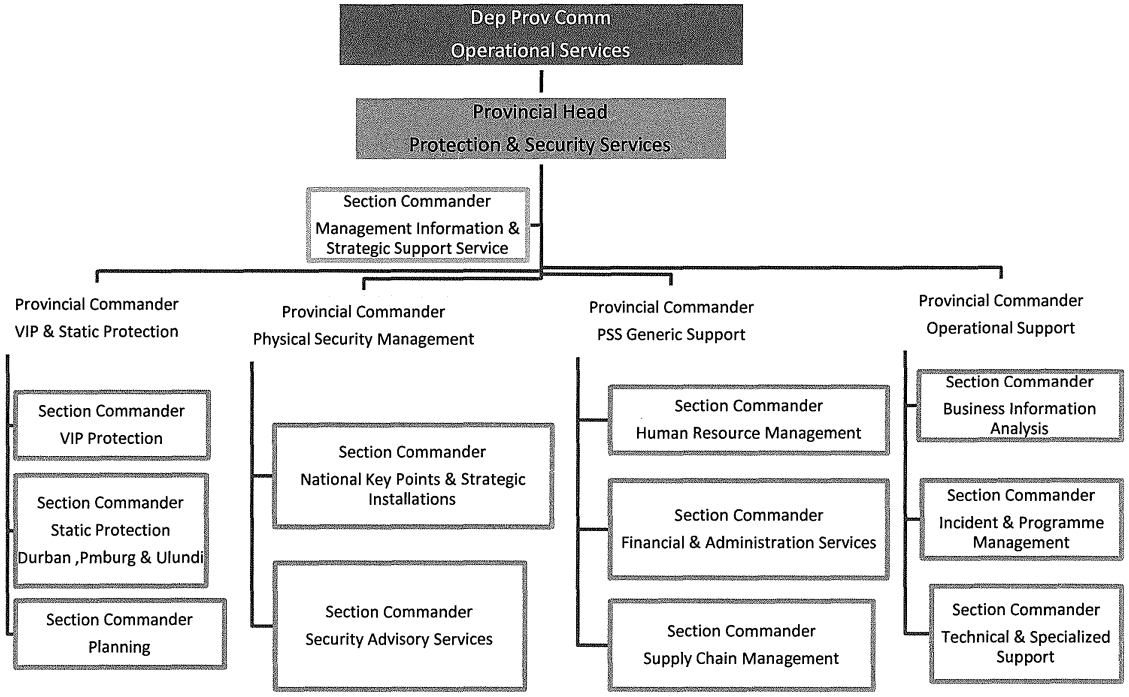 Dep Prov Comm
Operational Services
Provincial Head
Protection & Security Services
Section Commander
Management Information &
Strategic Support Service
Provincial Commander
VIP & Static Protection
Section Commander
VIP Protection
Section Commander
Static Protection
Durban ,Pmburg & Ulundi
Section Commander
Planning
Provincial Commander
Physical Security Management
Section Commander
National Key Points & Strategic
Installations
Section Commander
Security Advisory Services
Provincial Commander
PSS Generic Support
Section Commander
Human Resource Management
Section Commander
Financial & Administration Services
Section Commander
Supply Chain Management
Provincial Commander
Operational Support
Section Commander
Business Information
Analysis
Section Commander
Incident & Programme
Management
Section Commander
Technical & Specialized
Support